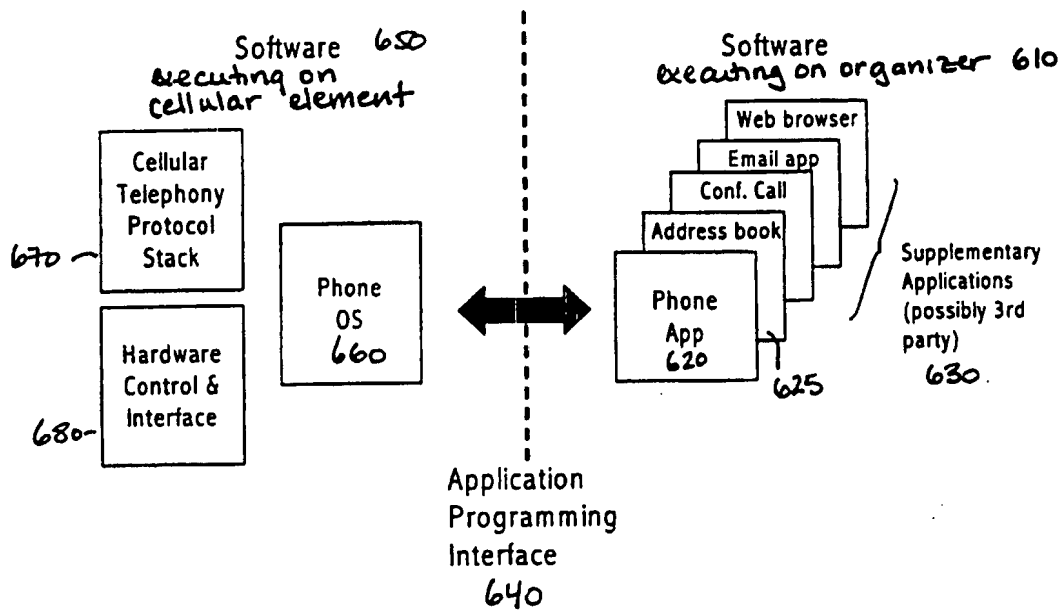 Software 650
executing on
cellular element
Cellular
Telephony
Protocol
Stack
670
Hardware
Control &
Interface
680
Phone
OS
660
Software
executing on organizer 610
Web browser
Email app
Conf. Call
Address book
Phone
App
620
625
Supplementary
Applications
(possibly 3rd
party)
630
Application
Programming
Interface
640